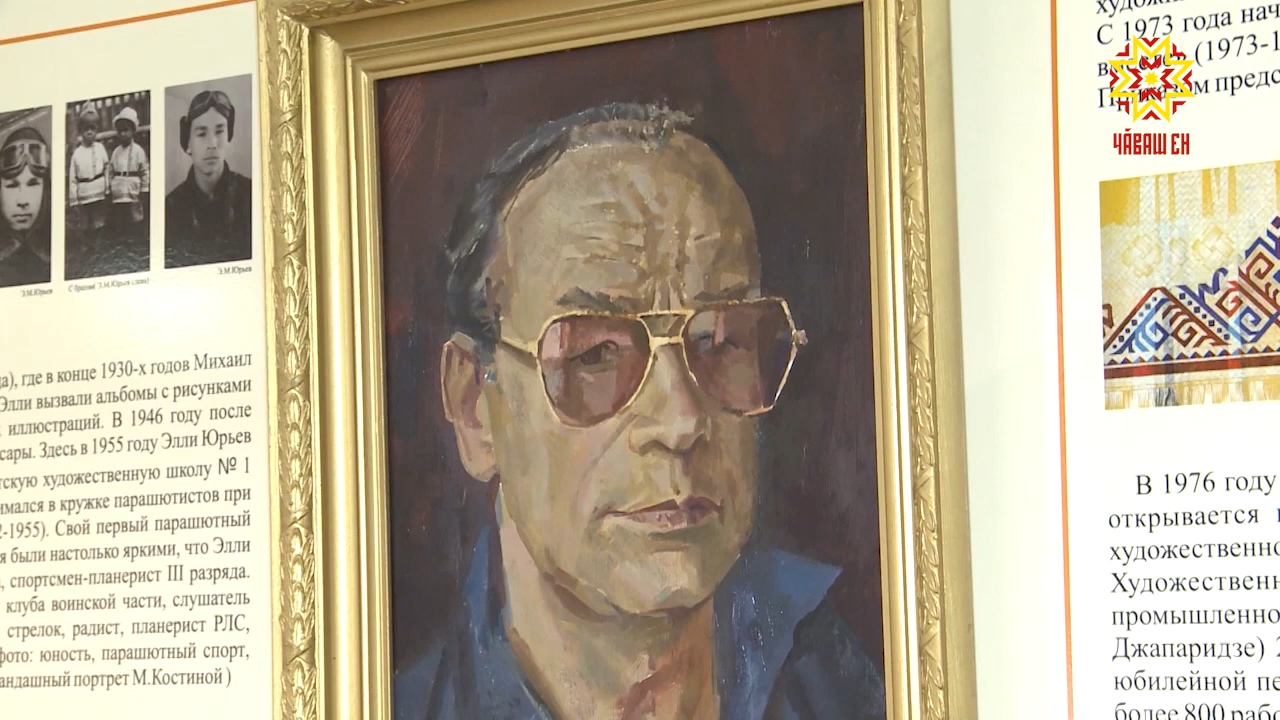 Э.М.Юрьев
С братом
Э.М.Юрьев
да), где в конце 1930-х годов Михаил
Элли вызвали альбомы с рисунками
иллюстраций. В 1946 году после
сары. Здесь в 1955 году Элли Юрьев
тскую художественную школу № 1
имался в кружке парашютистов при
-1955). Свой первый парашютный
я были настолько яркими, что Элли
, спортсмен-планерист III разряда.
клуба воинской части, слушатель
стрелок, радист, планерист РЛС,
фото: юность, парашютный спорт,
андашный портрет М.Костиной )
С 1973 года нач
(1973-1
ом предс
ЧӐВАШ ЕН
В 1976 году
открывается
художественно
Художественн
промышленно
Джапаридзе) 2
юбилейной пе
более 800 рабо